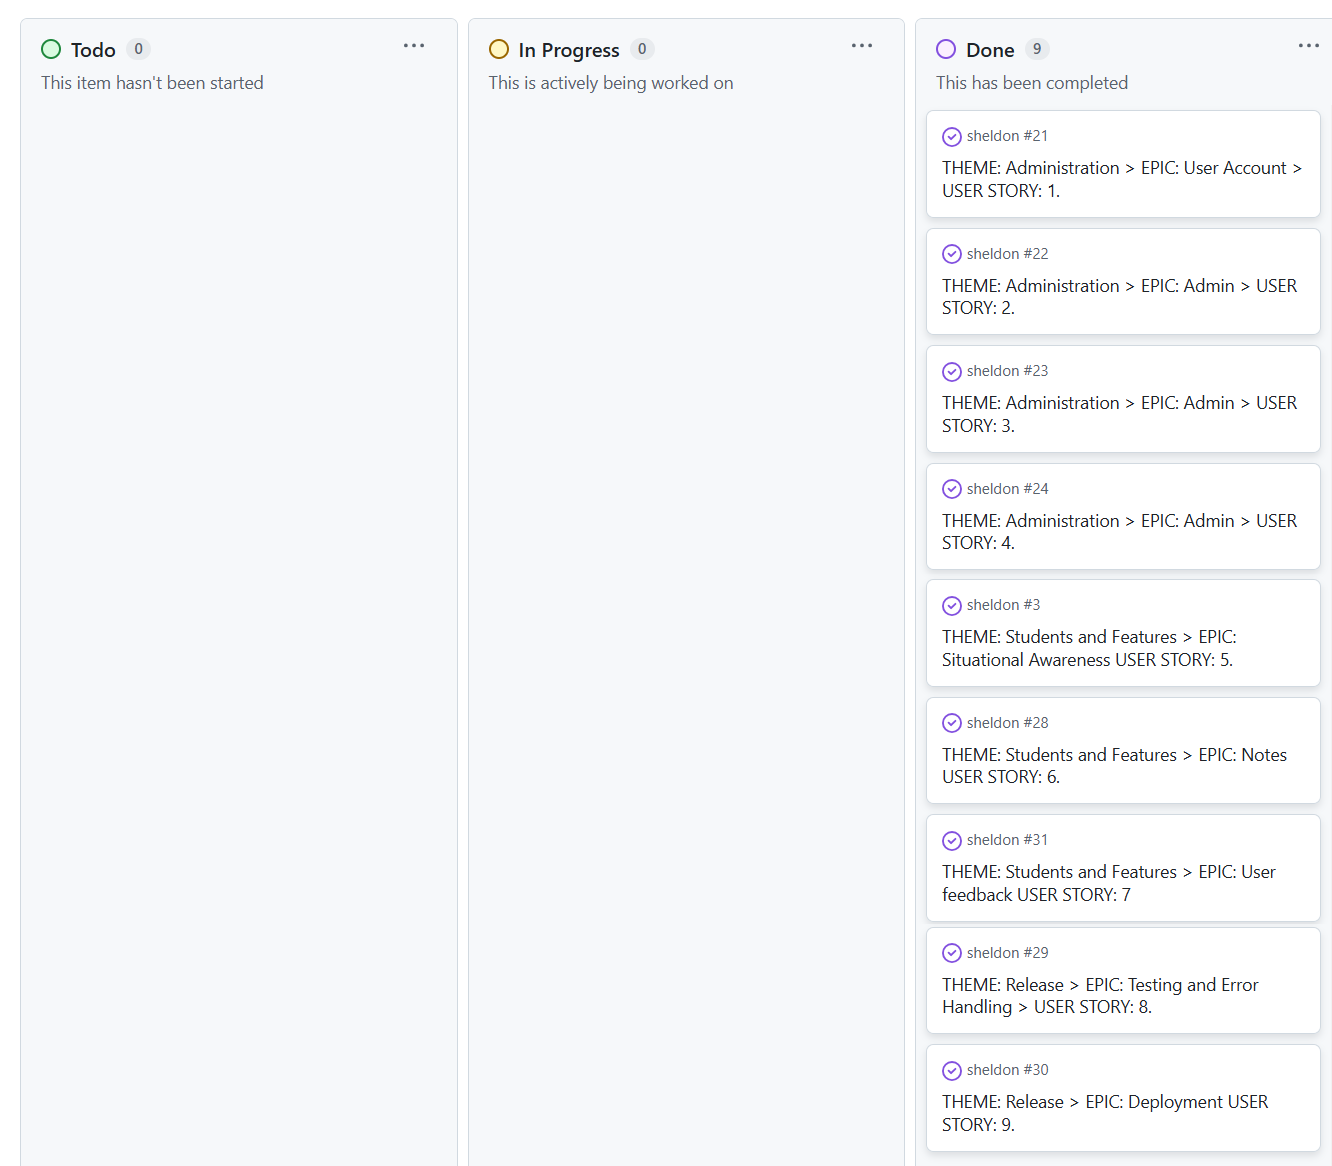 Todo 0
This item hasn't been started
In Progress 0
This is actively being worked on
Done 9
This has been completed
sheldon #21
THEME: Administration > EPIC: User Account >
USER STORY: 1.
sheldon #22
THEME: Administration > EPIC: Admin > USER
STORY: 2.
sheldon #23
THEME: Administration > EPIC: Admin > USER
STORY: 3.
sheldon #24
THEME: Administration > EPIC: Admin > USER
STORY: 4.
sheldon #3
THEME: Students and Features > EPIC:
Situational Awareness USER STORY: 5.
sheldon #28
THEME: Students and Features > EPIC: Notes
USER STORY: 6.
sheldon #31
THEME: Students and Features > EPIC: User
feedback USER STORY: 7
sheldon #29
THEME: Release > EPIC: Testing and Error
Handling > USER STORY: 8.
sheldon #30
THEME: Release > EPIC: Deployment USER
STORY: 9.